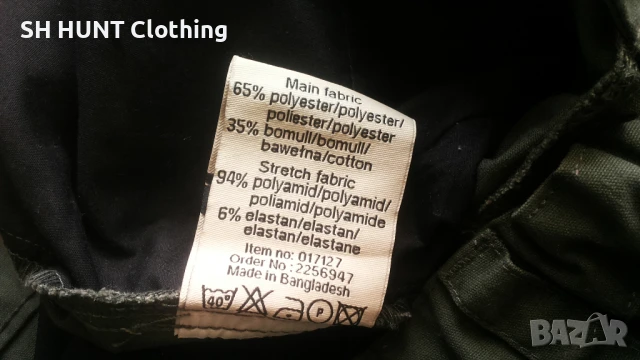 SH HUNT Clothing
Main fabric
65% polyester/polyester/
poliester/polyester
35% bomull/bomull/
bawełna/cotton
Stretch fabric
94% polyamid/polyamid/
poliamid/polyamide
6% elastan/elastan/
elastan/elastane
Item no: 017127
Order No: 2256947
Made in Bangladesh
40° P
BAZAR